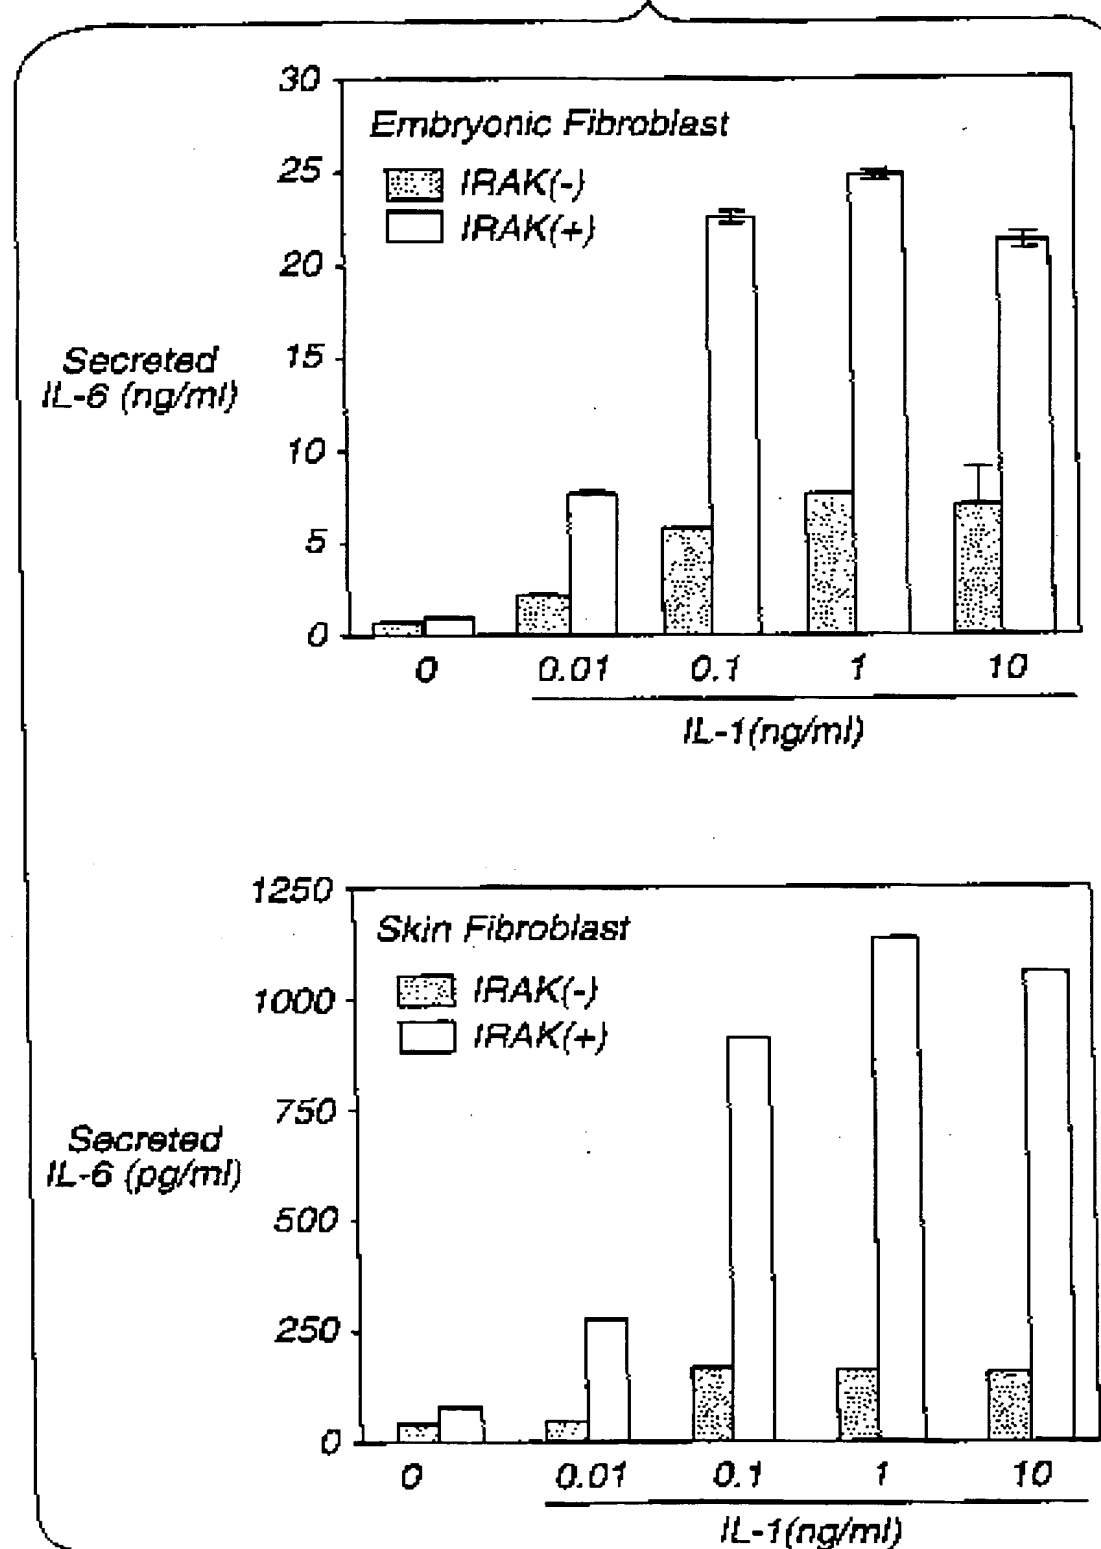 30
Embryonic Fibroblast
25
IRAK(-)
IRAK(+)
20
15
Secreted
IL-6 (ng/ml)
10
5
0
0 0.01 0.1 1 10
IL-1(ng/ml)
1250
Skin Fibroblast
IRAK(-)
1000
IRAK(+)
750
Secreted
IL-6 (pg/ml)
500
250
0
0 0.01 0.1 1 10
IL-1(ng/ml)